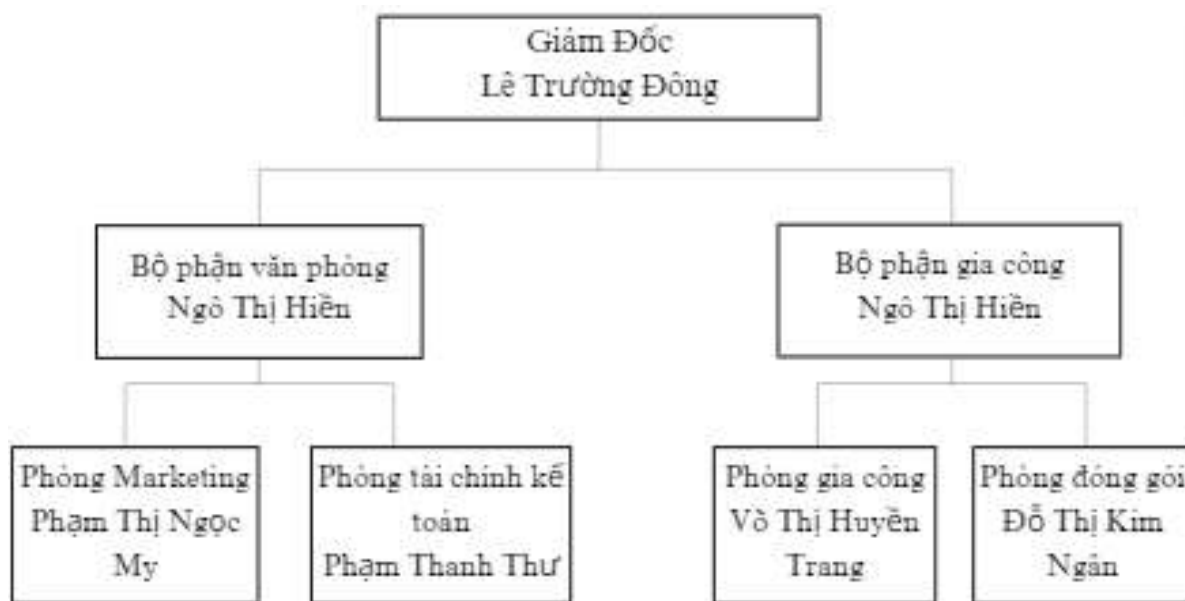 Giám Đốc
Lê Trường Đông
Bộ phận văn phòng
Ngô Thị Hiền
Bộ phận gia công
Ngô Thị Hiền
Phòng Marketing
Phạm Thị Ngọc
My
Phòng tài chính kế
toán
Phạm Thanh Thư
Phòng gia công
Võ Thị Huyền
Trang
Phòng đóng gói
Đỗ Thị Kim
Ngân